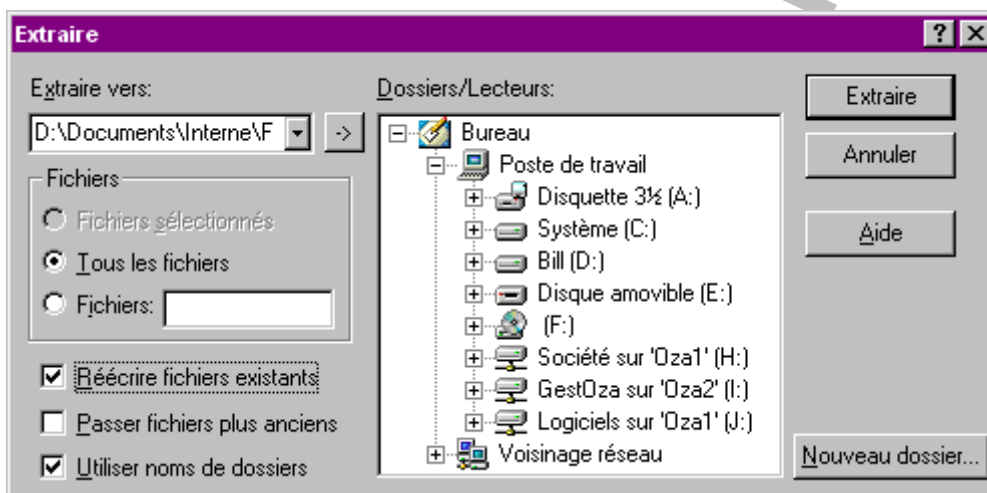 Extraire
Extraire vers:
D:\Documents\Interne\F
->
Fichiers
Fichiers sélectionnés
Tous les fichiers
Fichiers:
Réécrire fichiers existants
Passer fichiers plus anciens
Utiliser noms de dossiers
Dossiers/Lecteurs:
Bureau
Poste de travail
Disquette 3½ (A:)
Système (C:)
Bill (D:)
Disque amovible (E:)
(F:)
Société sur 'Oza1' (H:)
GestOza sur 'Oza2' (I:)
Logiciels sur 'Oza1' (J:)
Voisinage réseau
Extraire
Annuler
Aide
Nouveau dossier...